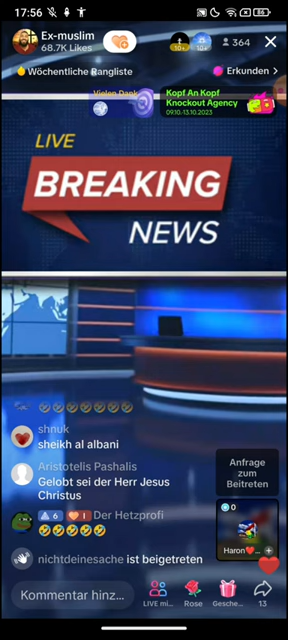 17:56
86
Ex-muslim
68.7K Likes
10+
10+
364
Wöchentliche Rangliste
Erkunden >
Vielen Dank
Kopf An Kopf
Knockout Agency
09.10.-13.10.2023
LIVE
BREAKING
NEWS
shnuk
sheikh al albani
Aristotelis Pashalis
Gelobt sei der Herr Jesus
Christus
6
1
Der Hetzprofi
nichtdeinesache ist beigetreten
Anfrage
zum
Beitreten
0
Haron
Kommentar hinz...
LIVE mi...
Rose
Gesche...
13